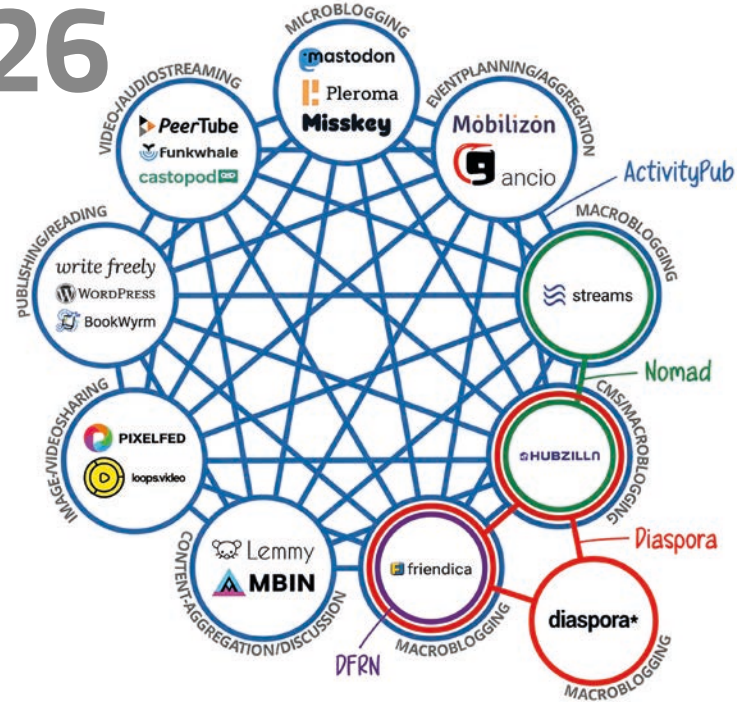 26
MICROBLOGGING
mastodon
Pleroma
Misskey
VIDEO-/AUDIOSTREAMING
PeerTube
Funkwhale
castopod
EVENTPLANNING/AGGREGATION
Mobilizon
gancio
ActivityPub
PUBLISHING/READING
write freely
WORDPRESS
BookWyrm
MACROBLOGGING
streams
Nomad
IMAGE-/VIDEOSHARING
PIXELFED
loops.video
CMS/MACROBLOGGING
HUBZILLA
Diaspora
CONTENT-AGGREGATION/DISCUSSION
Lemmy
MBIN
friendica
MACROBLOGGING
DFRN
diaspora*
MACROBLOGGING